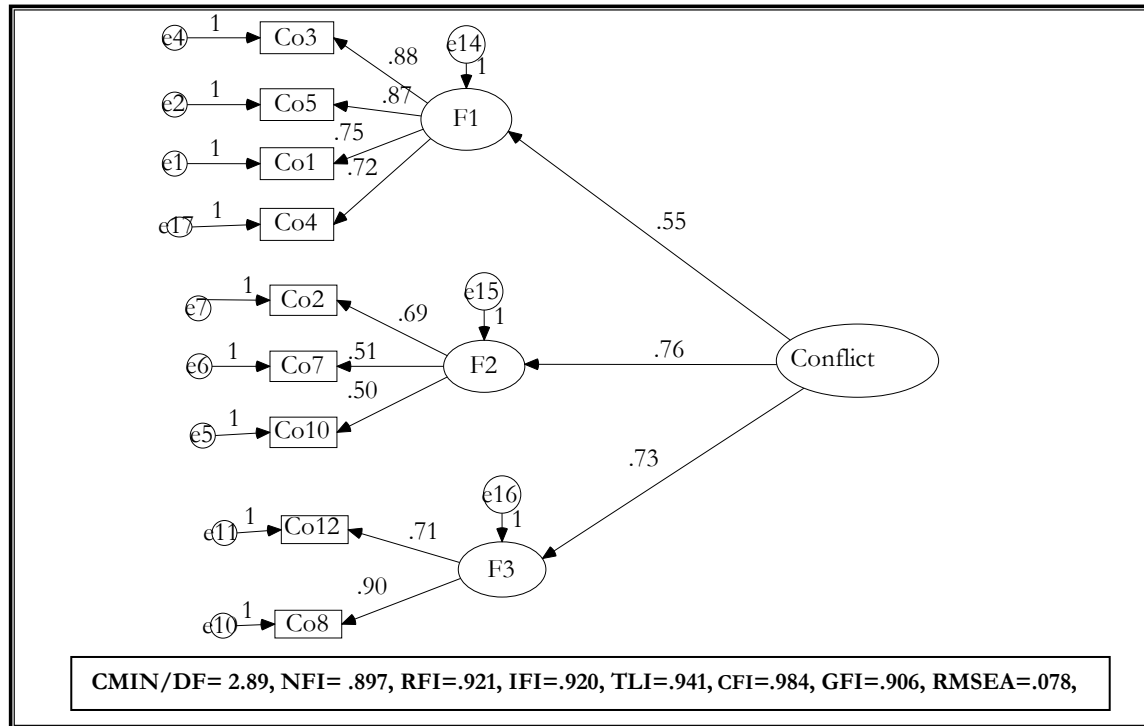 e4 1 Co3
.88
e14
1
e2 1 Co5
.87
F1
e1 1 Co1
.75
.72
e17 1 Co4
.55
e7 1 Co2
.69
e15
1
e6 1 Co7
.51
F2
.76
Conflict
e5 1 Co10
.50
.73
e11 1 Co12
.71
e16
1
F3
e10 1 Co8
.90
CMIN/DF= 2.89, NFI= .897, RFI=.921, IFI=.920, TLI=.941, CFI=.984, GFI=.906, RMSEA=.078,